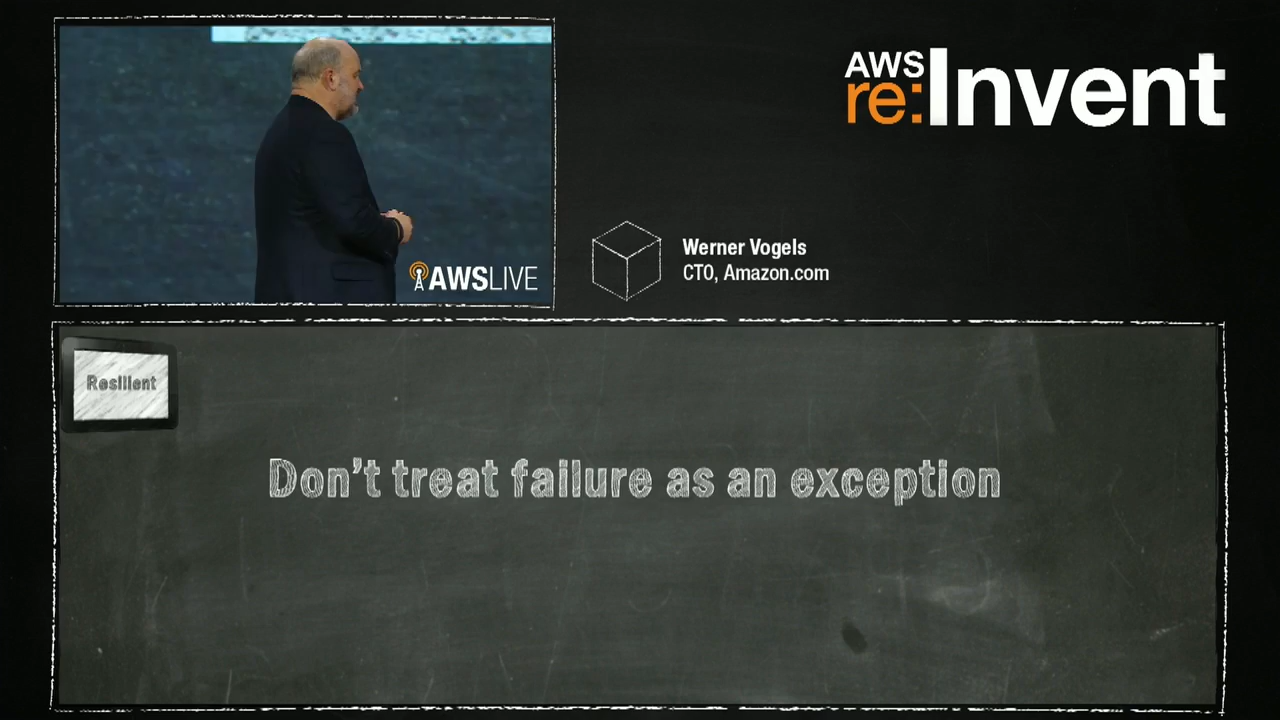 AWS
re:Invent
AWSLIVE
Werner Vogels
CTO, Amazon.com
Resilient
Don't treat failure as an exception